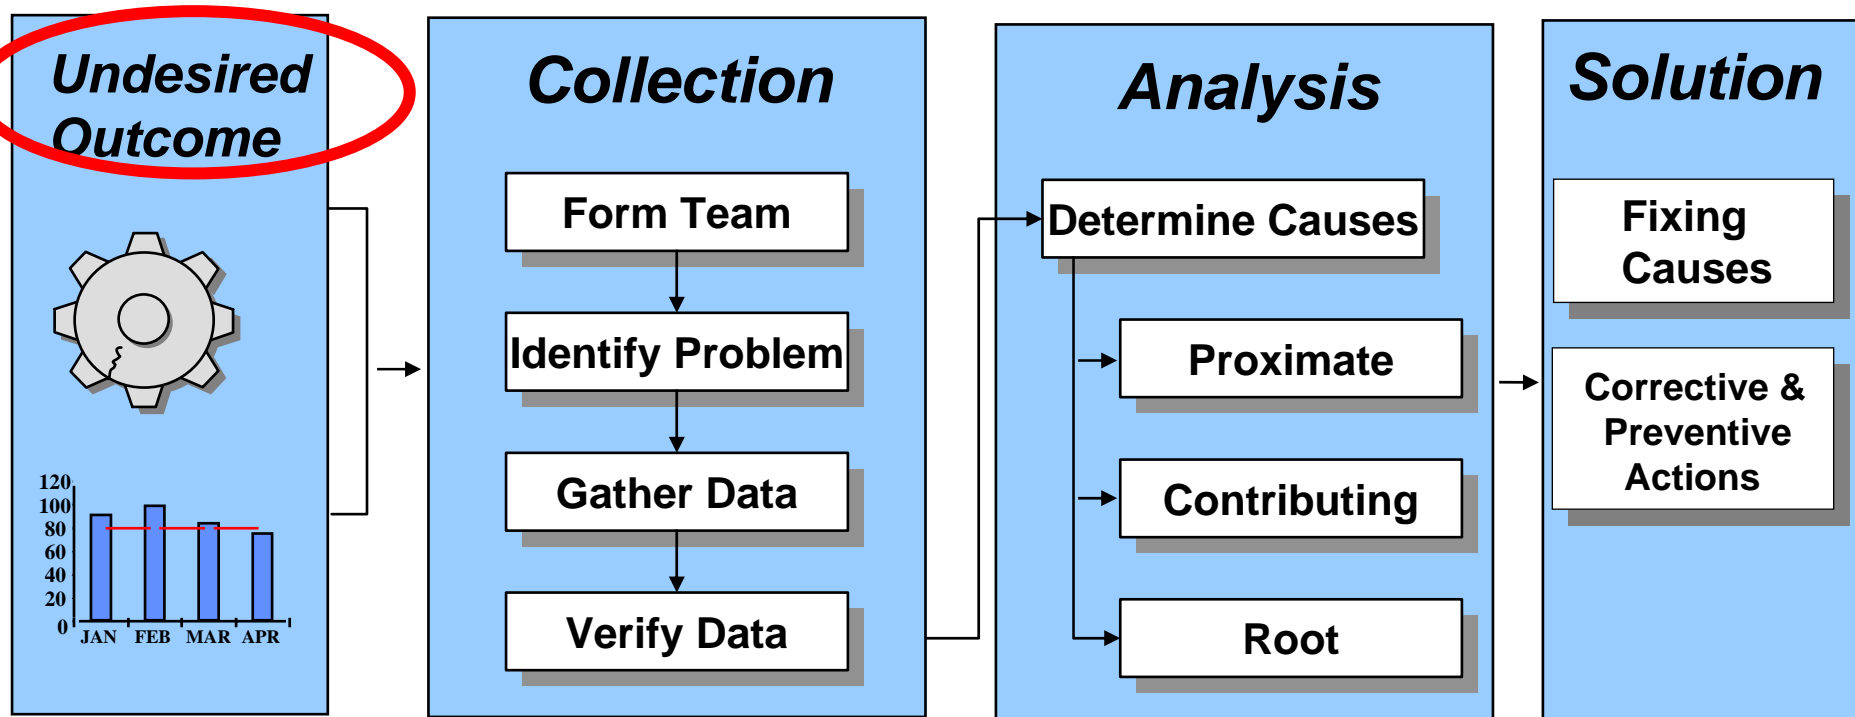 Undesired
Outcome
120
100
80
60
40
20
0
JAN FEB MAR APR
Collection
Form Team
Identify Problem
Gather Data
Verify Data
Analysis
Determine Causes
Proximate
Contributing
Root
Solution
Fixing
Causes
Corrective &
Preventive
Actions